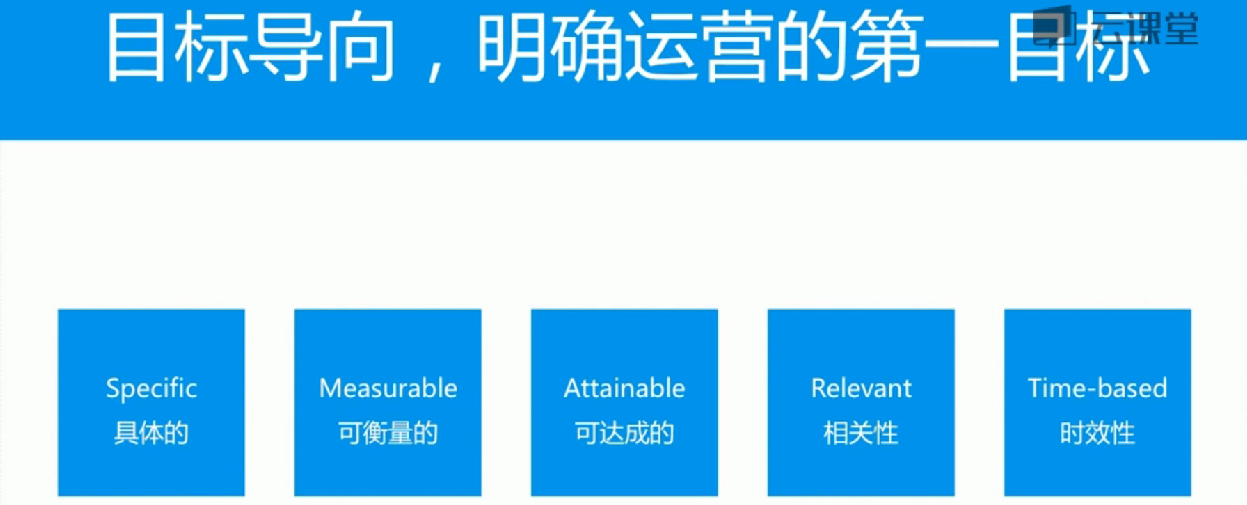 目标导向，明确运营的第一目标
云课堂
Specific
具体的
Measurable
可衡量的
Attainable
可达成的
Relevant
相关性
Time-based
时效性